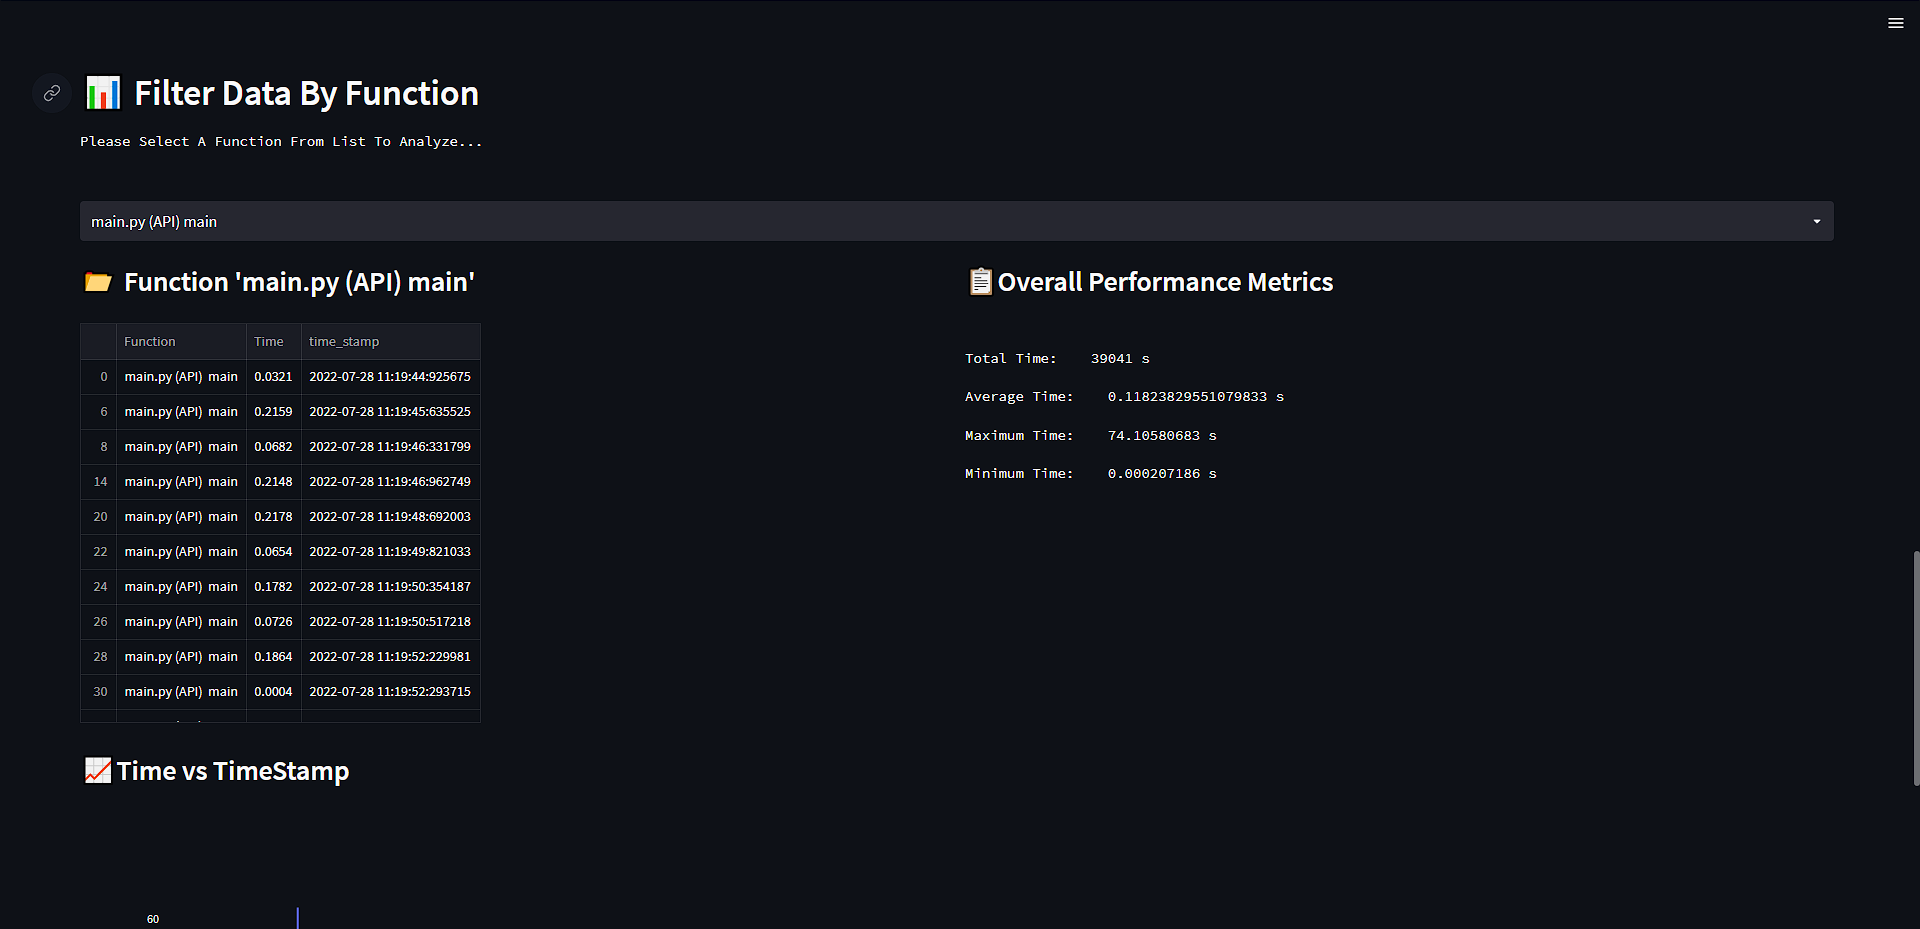 Filter Data By Function
Please Select A Function From List To Analyze...
main.py (API) main
Function 'main.py (API) main'
Function Time time_stamp
0 main.py (API) main 0.0321 2022-07-28 11:19:44:925675
6 main.py (API) main 0.2159 2022-07-28 11:19:45:635525
8 main.py (API) main 0.0682 2022-07-28 11:19:46:331799
14 main.py (API) main 0.2148 2022-07-28 11:19:46:962749
20 main.py (API) main 0.2178 2022-07-28 11:19:48:692003
22 main.py (API) main 0.0654 2022-07-28 11:19:49:821033
24 main.py (API) main 0.1782 2022-07-28 11:19:50:354187
26 main.py (API) main 0.0726 2022-07-28 11:19:50:517218
28 main.py (API) main 0.1864 2022-07-28 11:19:52:229981
30 main.py (API) main 0.0004 2022-07-28 11:19:52:293715
Overall Performance Metrics
Total Time: 39041 s
Average Time: 0.11823829551079833 s
Maximum Time: 74.10580683 s
Minimum Time: 0.000207186 s
Time vs TimeStamp
60